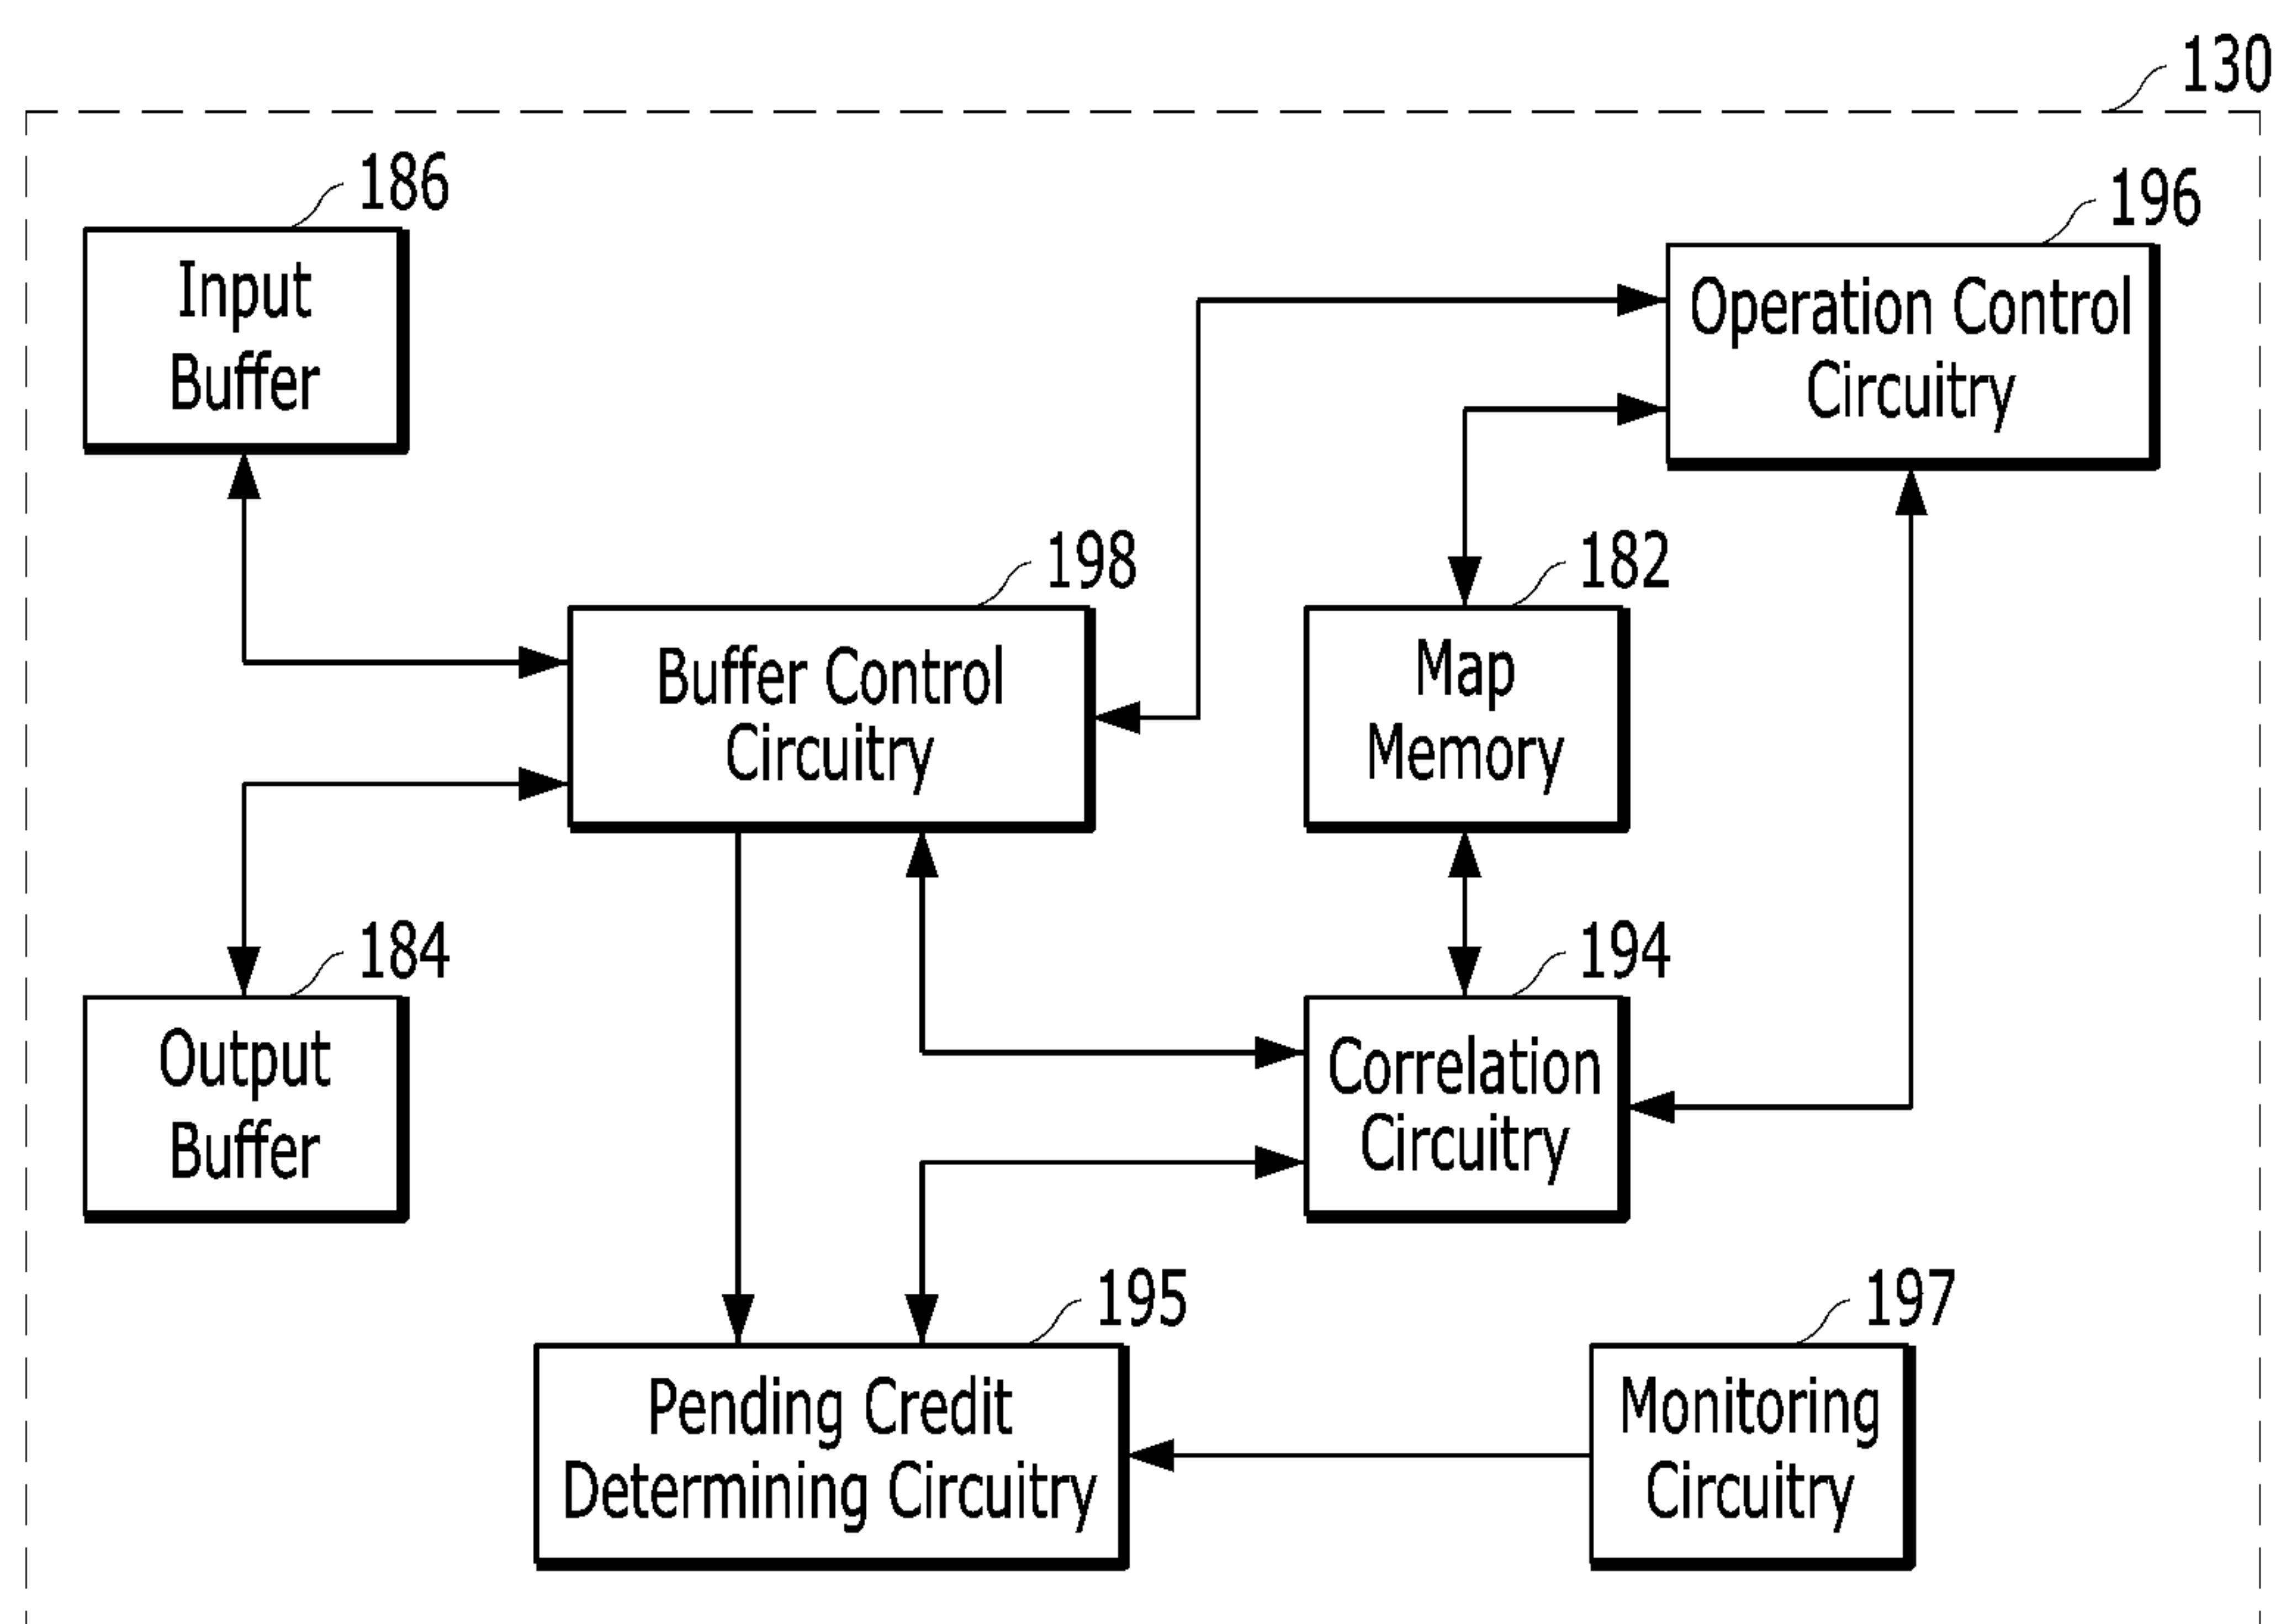 130
186
Input
Buffer
196
Operation Control
Circuitry
198
Buffer Control
Circuitry
182
Map
Memory
184
Output
Buffer
194
Correlation
Circuitry
195
Pending Credit
Determining Circuitry
197
Monitoring
Circuitry